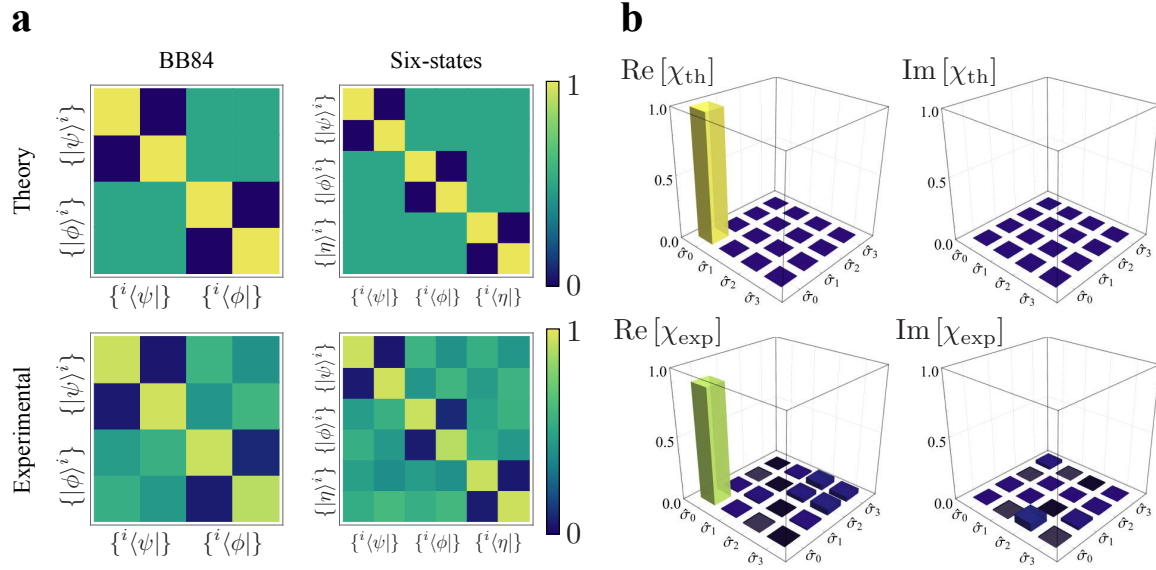 a
BB84
Six-states
Theory
{|ψ⟩^i}
{|ϕ⟩^i}
{^i⟨ψ|}
{^i⟨ϕ|}
{|ψ⟩^i}
{|ϕ⟩^i}
{|η⟩^i}
{^i⟨ψ|}
{^i⟨ϕ|}
{^i⟨η|}
1
0
Experimental
{|ψ⟩^i}
{|ϕ⟩^i}
{^i⟨ψ|}
{^i⟨ϕ|}
{|ψ⟩^i}
{|ϕ⟩^i}
{|η⟩^i}
{^i⟨ψ|}
{^i⟨ϕ|}
{^i⟨η|}
1
0
b
Re [χ_th]
1.0
0.5
0.0
σ̂_0
σ̂_1
σ̂_2
σ̂_3
σ̂_0
σ̂_1
σ̂_2
σ̂_3
Im [χ_th]
1.0
0.5
0.0
σ̂_0
σ̂_1
σ̂_2
σ̂_3
σ̂_0
σ̂_1
σ̂_2
σ̂_3
Re [χ_exp]
1.0
0.5
0.0
σ̂_0
σ̂_1
σ̂_2
σ̂_3
σ̂_0
σ̂_1
σ̂_2
σ̂_3
Im [χ_exp]
1.0
0.5
0.0
σ̂_0
σ̂_1
σ̂_2
σ̂_3
σ̂_0
σ̂_1
σ̂_2
σ̂_3